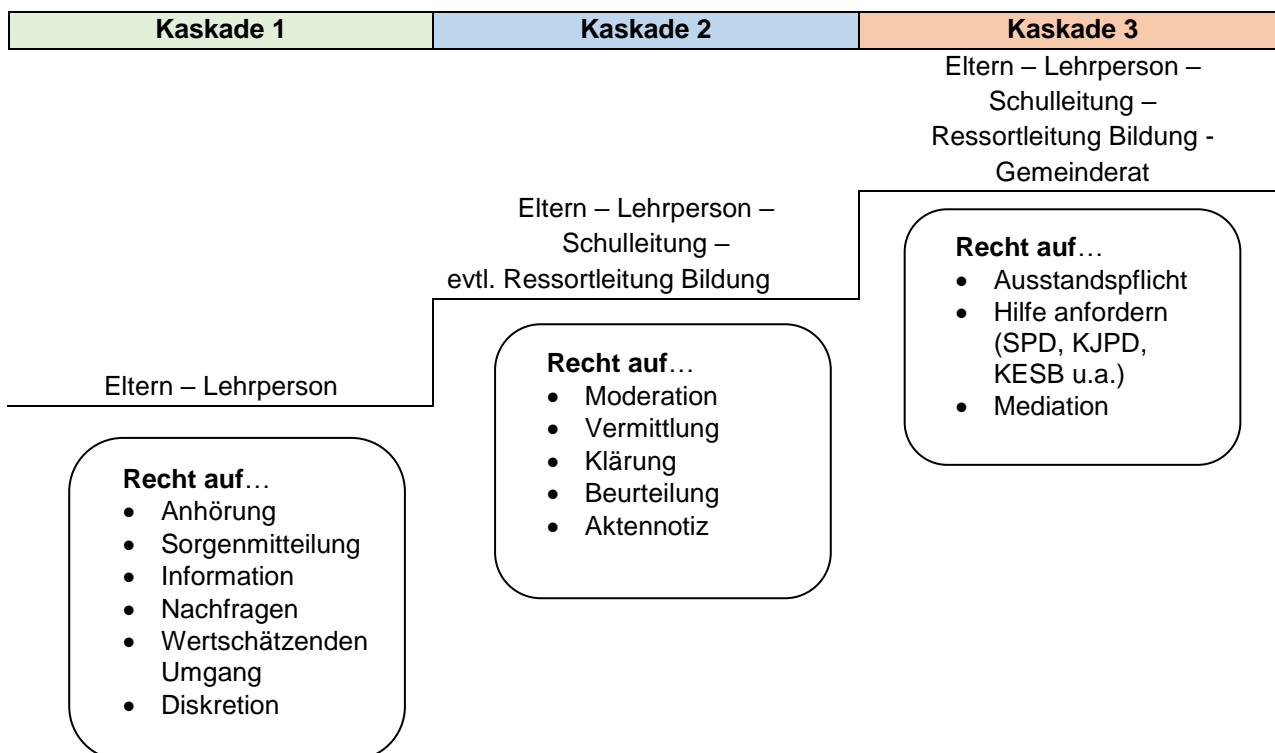 Kaskade 1
Kaskade 2
Kaskade 3
Eltern – Lehrperson
Recht auf…
• Anhörung
• Sorgenmitteilung
• Information
• Nachfragen
• Wertschätzenden
Umgang
• Diskretion
Eltern – Lehrperson –
Schulleitung –
evtl. Ressortleitung Bildung
Recht auf…
• Moderation
• Vermittlung
• Klärung
• Beurteilung
• Aktennotiz
Eltern – Lehrperson –
Schulleitung –
Ressortleitung Bildung -
Gemeinderat
Recht auf…
• Ausstandspflicht
• Hilfe anfordern
(SPD, KJPD,
KESB u.a.)
• Mediation